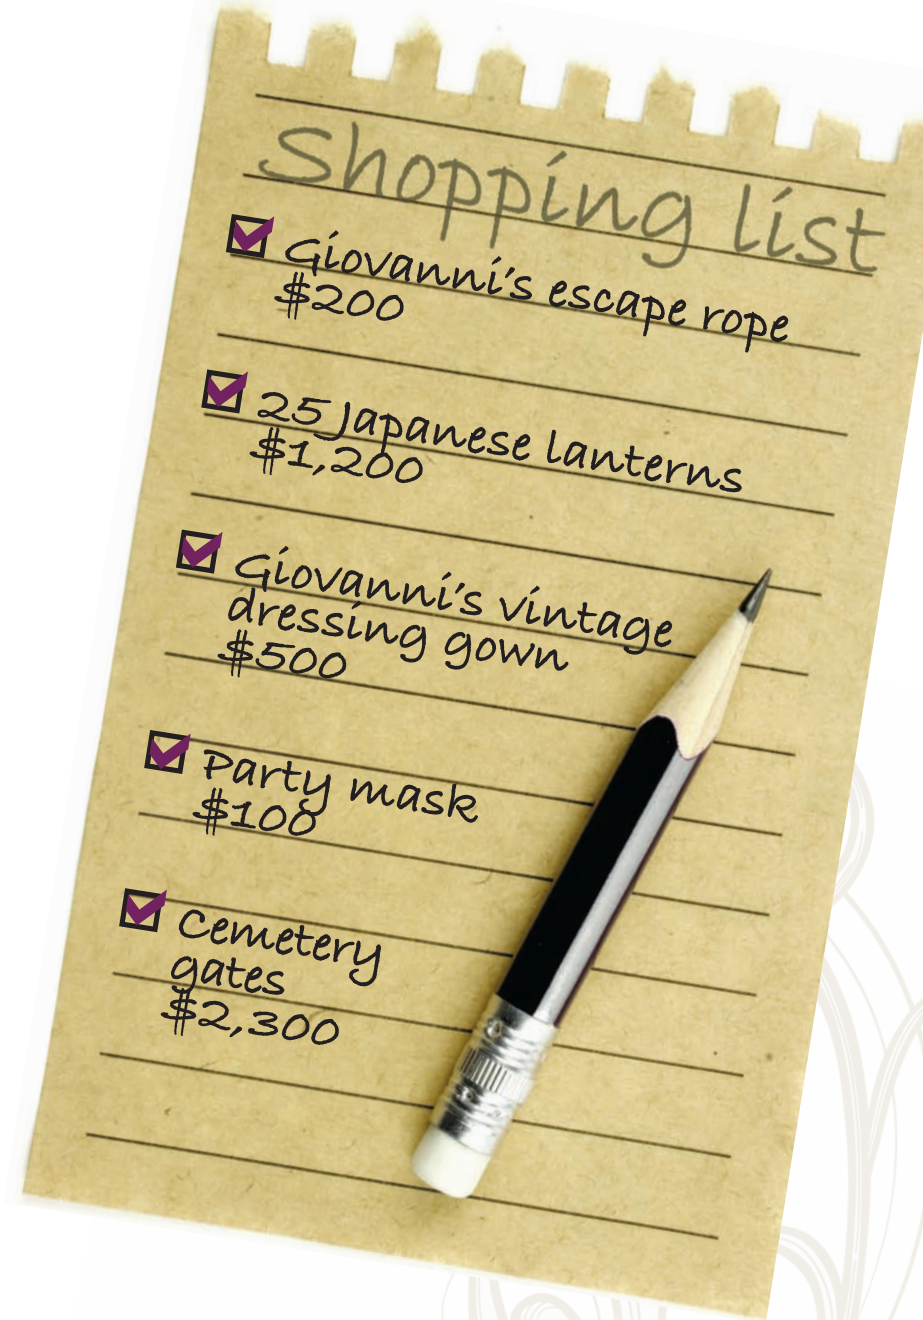 Shopping list
Giovanni's escape rope
$200
25 Japanese lanterns
$1,200
Giovanni's vintage
dressing gown
$500
Party mask
$100
Cemetery
gates
$2,300